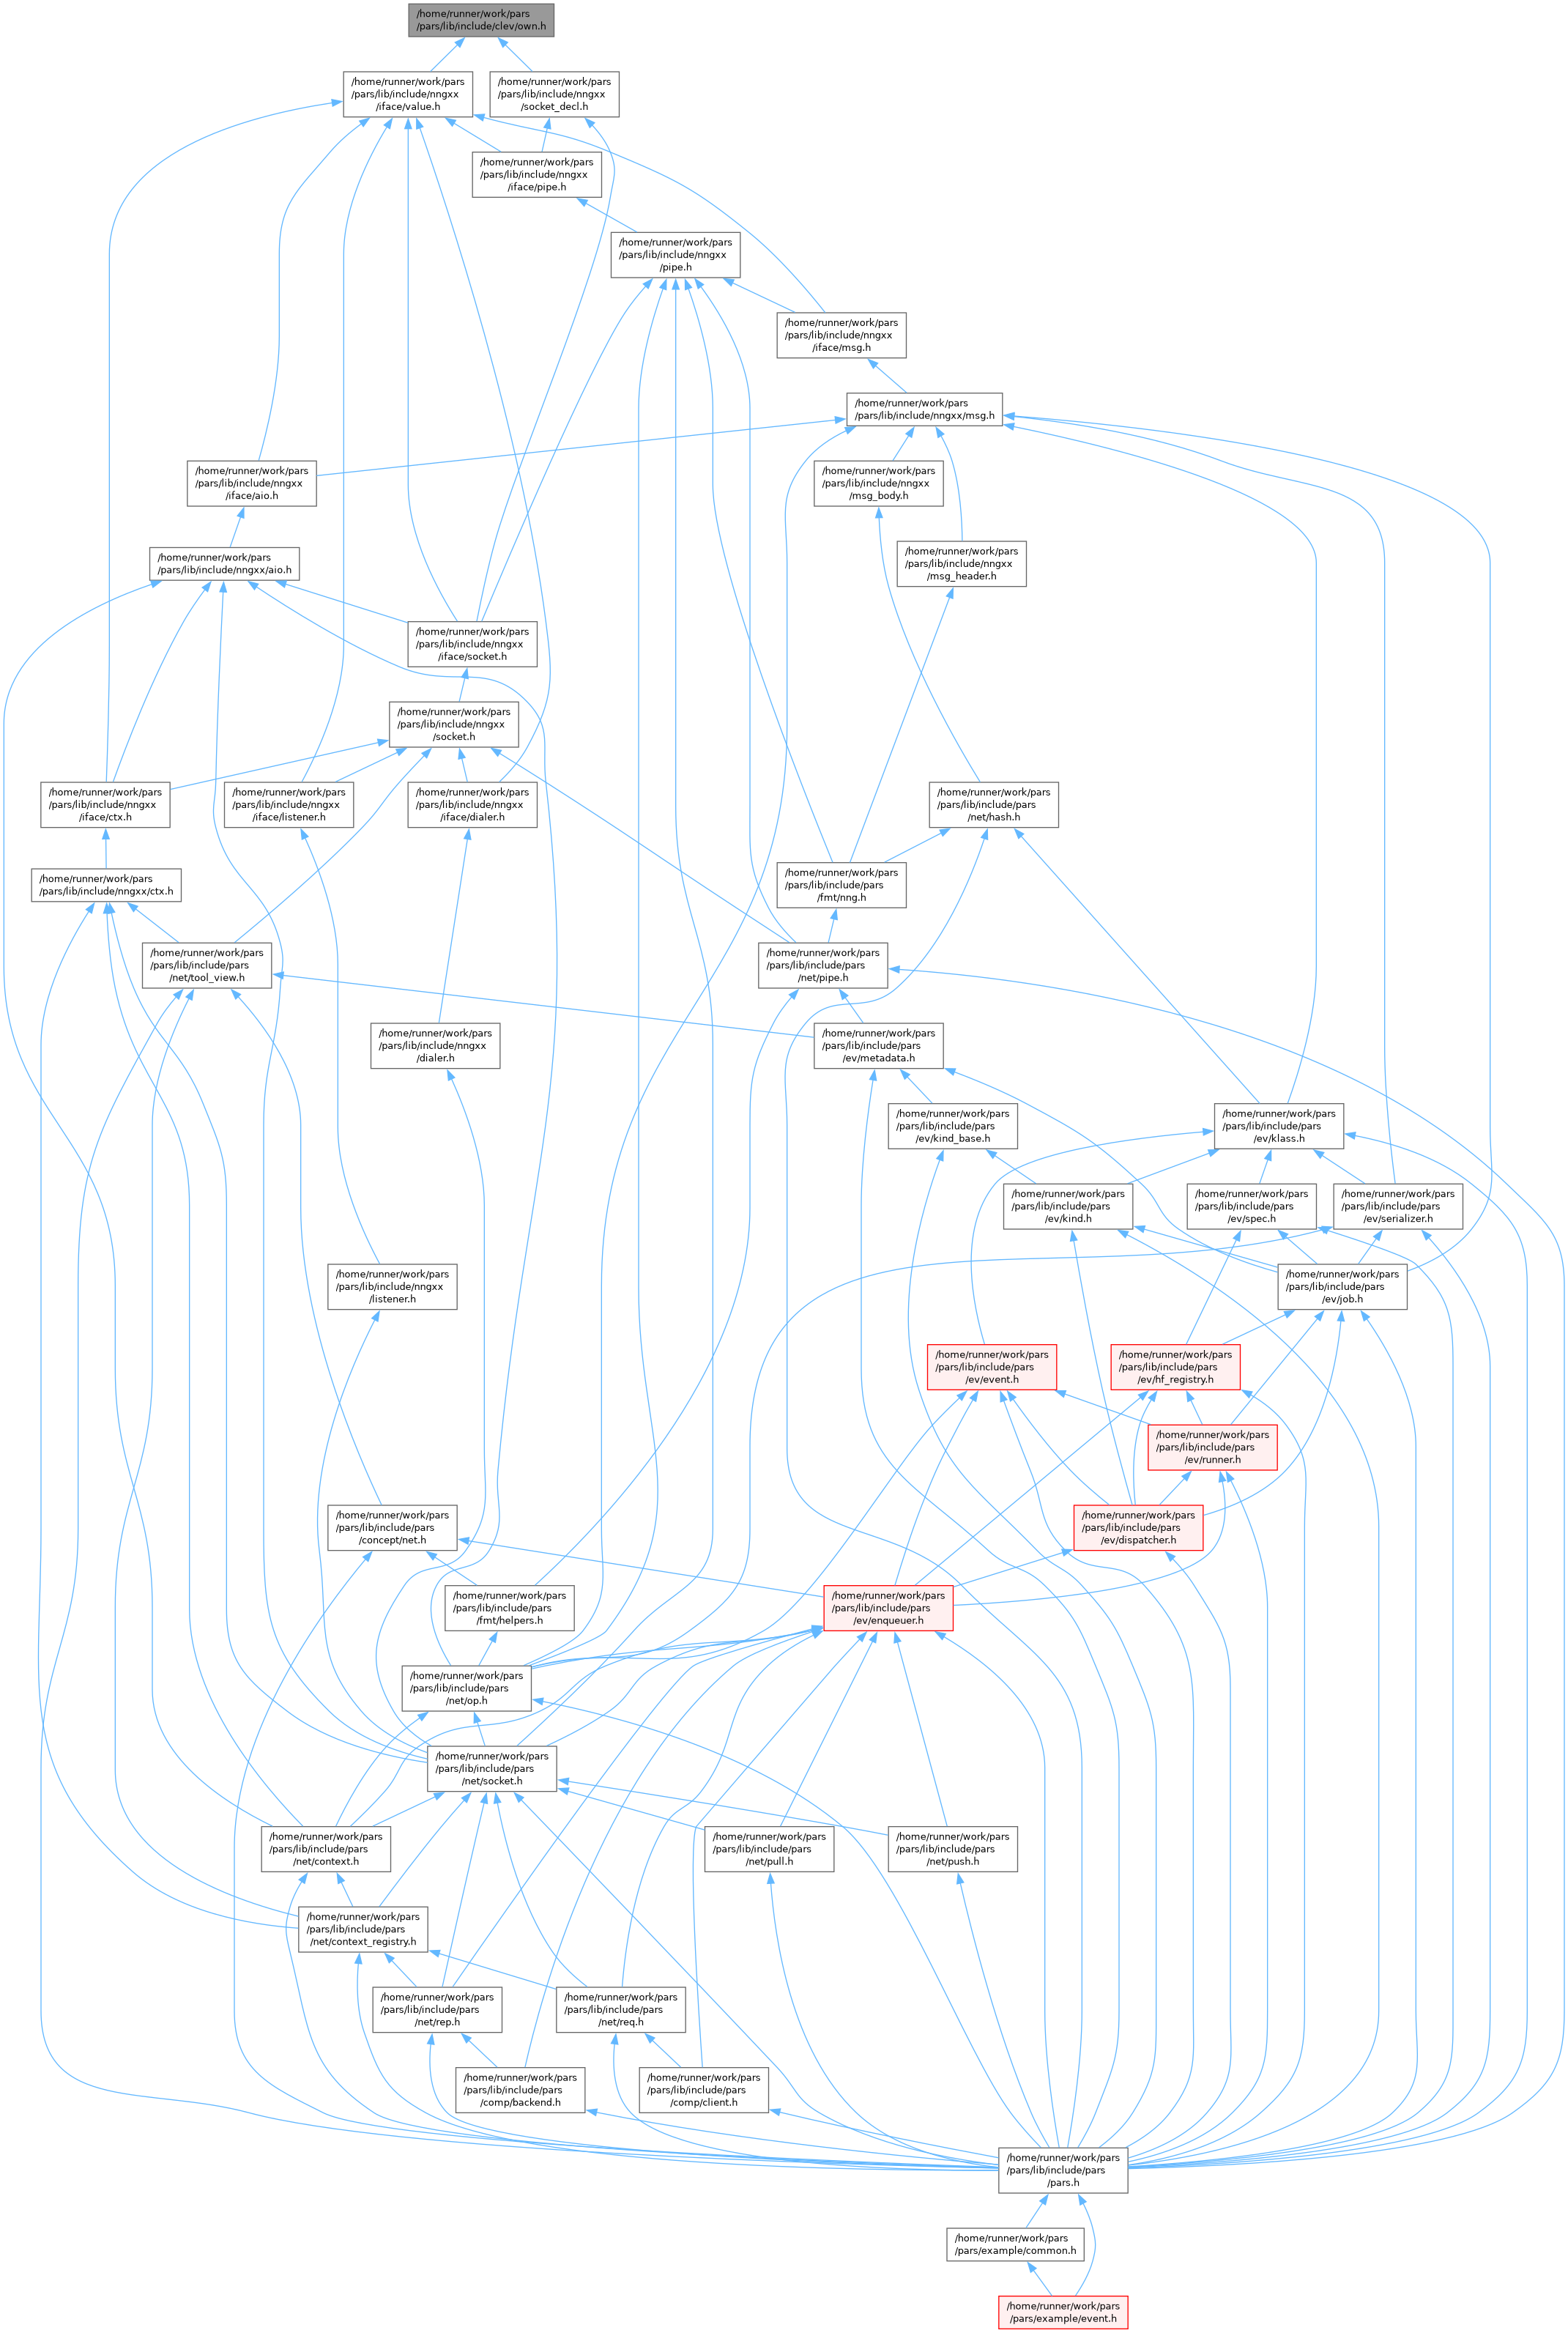 /home/runner/work/pars
/pars/lib/include/clev/own.h
/home/runner/work/pars
/pars/lib/include/nngxx
/iface/value.h
/home/runner/work/pars
/pars/lib/include/nngxx
/socket_decl.h
/home/runner/work/pars
/pars/lib/include/nngxx
/iface/pipe.h
/home/runner/work/pars
/pars/lib/include/nngxx
/pipe.h
/home/runner/work/pars
/pars/lib/include/nngxx
/iface/msg.h
/home/runner/work/pars
/pars/lib/include/nngxx/msg.h
/home/runner/work/pars
/pars/lib/include/nngxx
/iface/aio.h
/home/runner/work/pars
/pars/lib/include/nngxx
/msg_body.h
/home/runner/work/pars
/pars/lib/include/nngxx/aio.h
/home/runner/work/pars
/pars/lib/include/nngxx
/msg_header.h
/home/runner/work/pars
/pars/lib/include/nngxx
/iface/socket.h
/home/runner/work/pars
/pars/lib/include/nngxx
/socket.h
/home/runner/work/pars
/pars/lib/include/nngxx
/iface/ctx.h
/home/runner/work/pars
/pars/lib/include/nngxx
/iface/listener.h
/home/runner/work/pars
/pars/lib/include/nngxx
/iface/dialer.h
/home/runner/work/pars
/pars/lib/include/pars
/net/hash.h
/home/runner/work/pars
/pars/lib/include/nngxx/ctx.h
/home/runner/work/pars
/pars/lib/include/pars
/fmt/nng.h
/home/runner/work/pars
/pars/lib/include/pars
/net/tool_view.h
/home/runner/work/pars
/pars/lib/include/pars
/net/pipe.h
/home/runner/work/pars
/pars/lib/include/nngxx
/dialer.h
/home/runner/work/pars
/pars/lib/include/pars
/ev/metadata.h
/home/runner/work/pars
/pars/lib/include/pars
/ev/kind_base.h
/home/runner/work/pars
/pars/lib/include/pars
/ev/klass.h
/home/runner/work/pars
/pars/lib/include/pars
/ev/kind.h
/home/runner/work/pars
/pars/lib/include/pars
/ev/spec.h
/home/runner/work/pars
/pars/lib/include/pars
/ev/serializer.h
/home/runner/work/pars
/pars/lib/include/nngxx
/listener.h
/home/runner/work/pars
/pars/lib/include/pars
/ev/job.h
/home/runner/work/pars
/pars/lib/include/pars
/ev/event.h
/home/runner/work/pars
/pars/lib/include/pars
/ev/hf_registry.h
/home/runner/work/pars
/pars/lib/include/pars
/ev/runner.h
/home/runner/work/pars
/pars/lib/include/pars
/concept/net.h
/home/runner/work/pars
/pars/lib/include/pars
/ev/dispatcher.h
/home/runner/work/pars
/pars/lib/include/pars
/fmt/helpers.h
/home/runner/work/pars
/pars/lib/include/pars
/ev/enqueuer.h
/home/runner/work/pars
/pars/lib/include/pars
/net/op.h
/home/runner/work/pars
/pars/lib/include/pars
/net/socket.h
/home/runner/work/pars
/pars/lib/include/pars
/net/context.h
/home/runner/work/pars
/pars/lib/include/pars
/net/pull.h
/home/runner/work/pars
/pars/lib/include/pars
/net/push.h
/home/runner/work/pars
/pars/lib/include/pars
/net/context_registry.h
/home/runner/work/pars
/pars/lib/include/pars
/net/rep.h
/home/runner/work/pars
/pars/lib/include/pars
/net/req.h
/home/runner/work/pars
/pars/lib/include/pars
/comp/backend.h
/home/runner/work/pars
/pars/lib/include/pars
/comp/client.h
/home/runner/work/pars
/pars/lib/include/pars
/pars.h
/home/runner/work/pars
/pars/example/common.h
/home/runner/work/pars
/pars/example/event.h